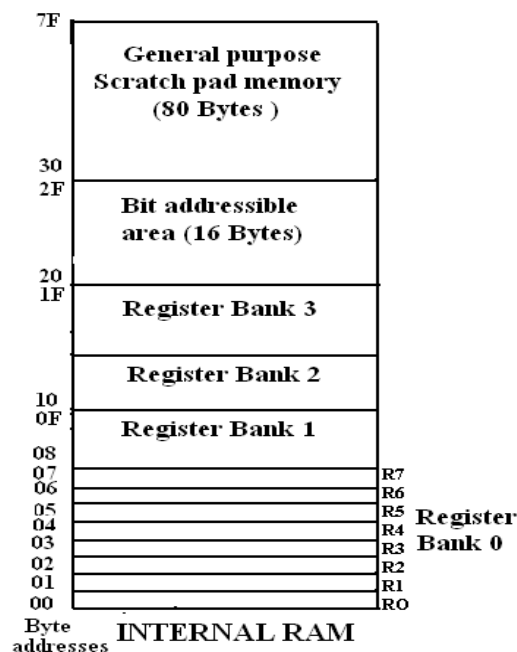 7F
General purpose
Scratch pad memory
(80 Bytes )
30
2F
Bit addressible
area (16 Bytes)
20
1F
Register Bank 3
Register Bank 2
10
0F
Register Bank 1
08
07 R7
06 R6
05 R5
04 R4
03 R3
02 R2
01 R1
00 RO
Register
Bank 0
Byte
addresses
INTERNAL RAM